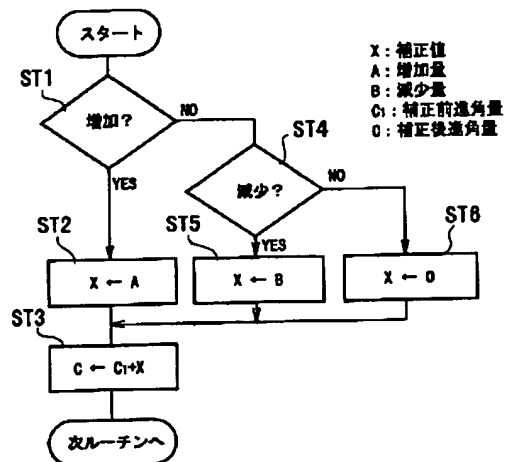 スタート
X : 補正値
A : 増加量
B : 減少量
C₁ : 補正前進角量
C : 補正後進角量
ST1
増加?
NO
YES
ST4
減少?
NO
YES
ST2
X ← A
ST5
X ← B
ST6
X ← 0
ST3
C ← C₁+X
次ルーチンへ